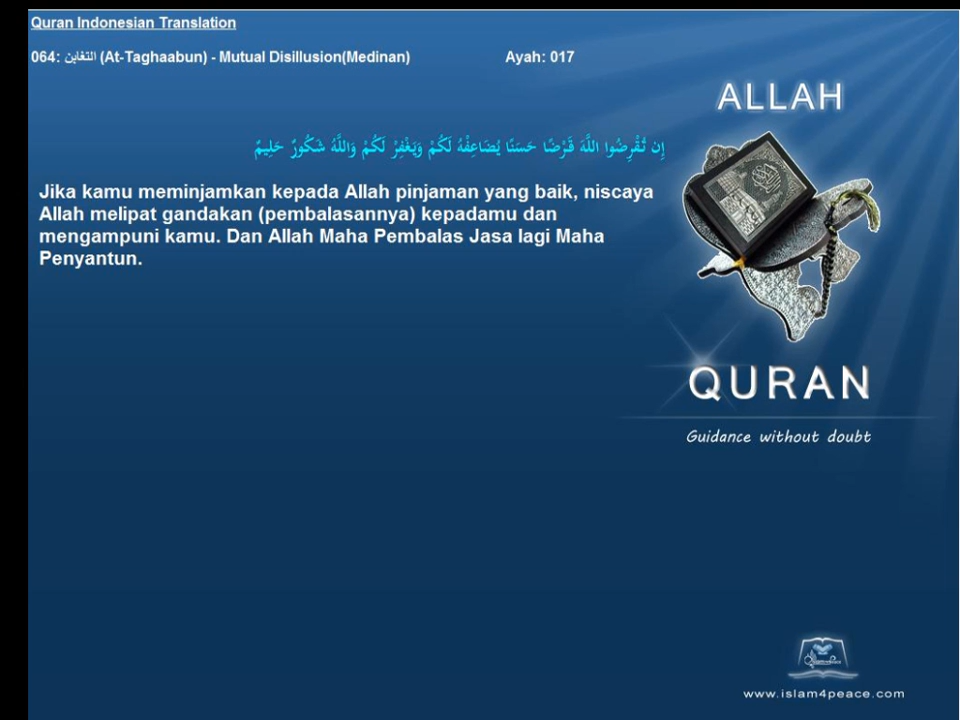 Quran Indonesian Translation
064: التغابن (At-Taghaabun) - Mutual Disillusion(Medinan) Ayah: 017
ALLAH
إِن تُقْرِضُوا اللَّهَ قَرْضًا حَسَنًا يُضَاعِفْهُ لَكُمْ وَيَغْفِرْ لَكُمْ وَاللَّهُ شَكُورٌ حَلِيمٌ
Jika kamu meminjamkan kepada Allah pinjaman yang baik, niscaya
Allah melipat gandakan (pembalasannya) kepadamu dan
mengampuni kamu. Dan Allah Maha Pembalas Jasa lagi Maha
Penyantun.
QURAN
Guidance without doubt
www.islam4peace.com